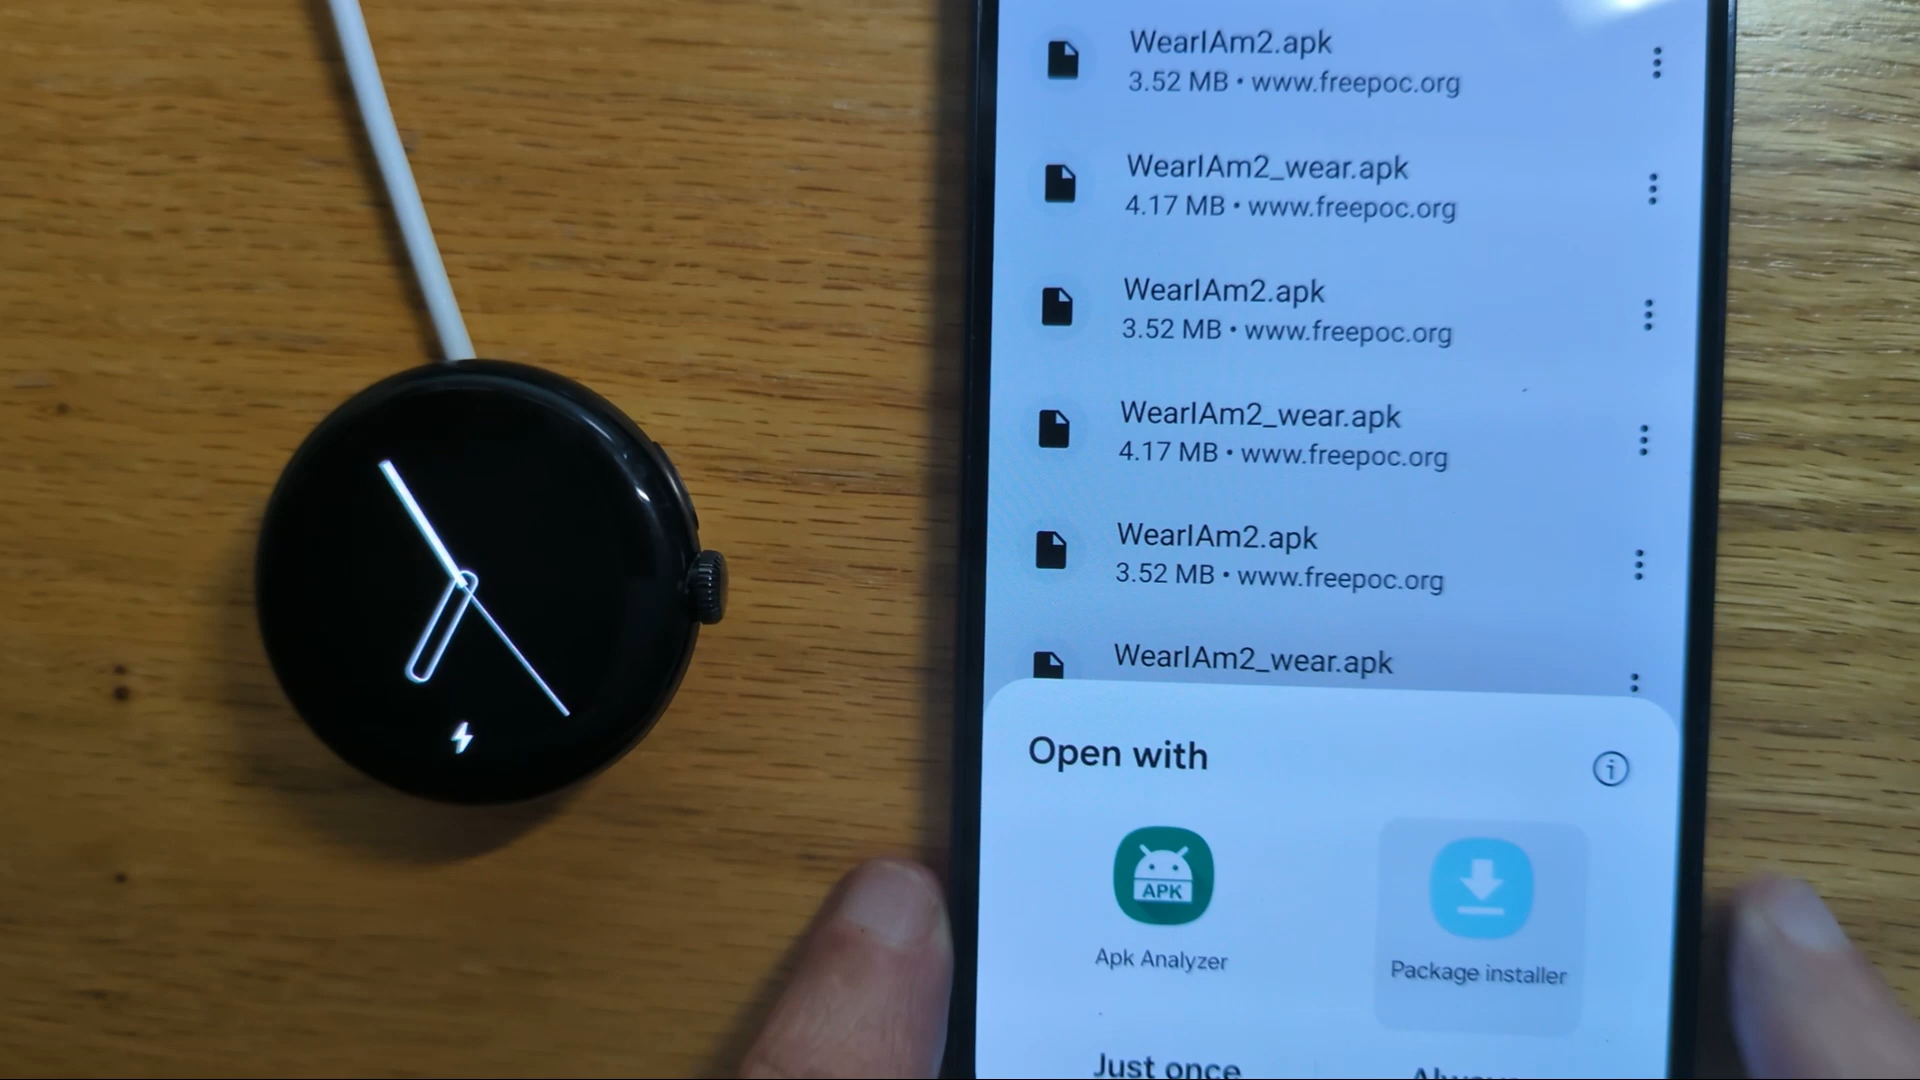 WearIAm2.apk
3.52 MB • www.freepoc.org
WearIAm2_wear.apk
4.17 MB • www.freepoc.org
WearIAm2.apk
3.52 MB • www.freepoc.org
WearIAm2_wear.apk
4.17 MB • www.freepoc.org
WearIAm2.apk
3.52 MB • www.freepoc.org
WearIAm2_wear.apk
Open with
APK
Apk Analyzer
Package installer
Just once
Always